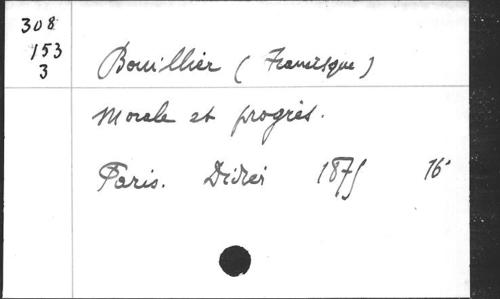 308
153
3
Bouillier (Francisque)
Morale et progrès.
Paris. Didier 1875 16°